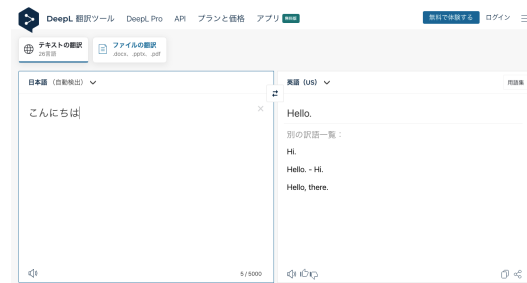 DeepL 翻訳ツール DeepL Pro API プランと価格 アプリ 無料版 無料で体験する ログイン
テキストの翻訳
26言語
ファイルの翻訳
.docx、.pptx、.pdf
日本語 (自動検出)
英語 (US)
用語集
こんにちは
Hello.
別の訳語一覧：
Hi.
Hello. - Hi.
Hello, there.
5 / 5000